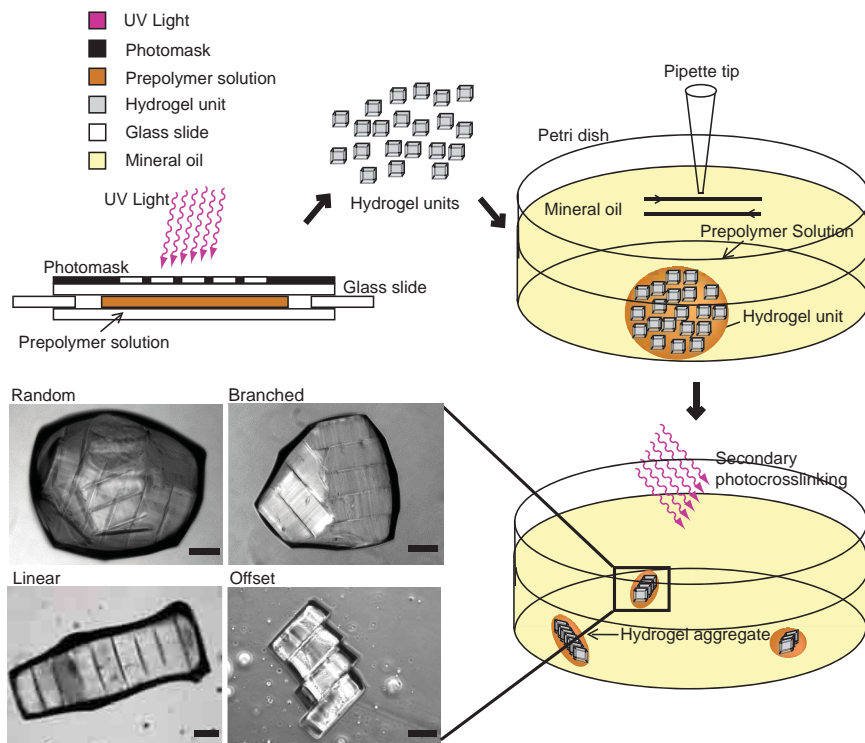 UV Light
Photomask
Prepolymer solution
Hydrogel unit
Glass slide
Mineral oil
UV Light
Photomask
Glass slide
Prepolymer solution
Hydrogel units
Pipette tip
Petri dish
Mineral oil
Prepolymer Solution
Hydrogel unit
Random
Branched
Linear
Offset
Secondary
photocrosslinking
Hydrogel aggregate